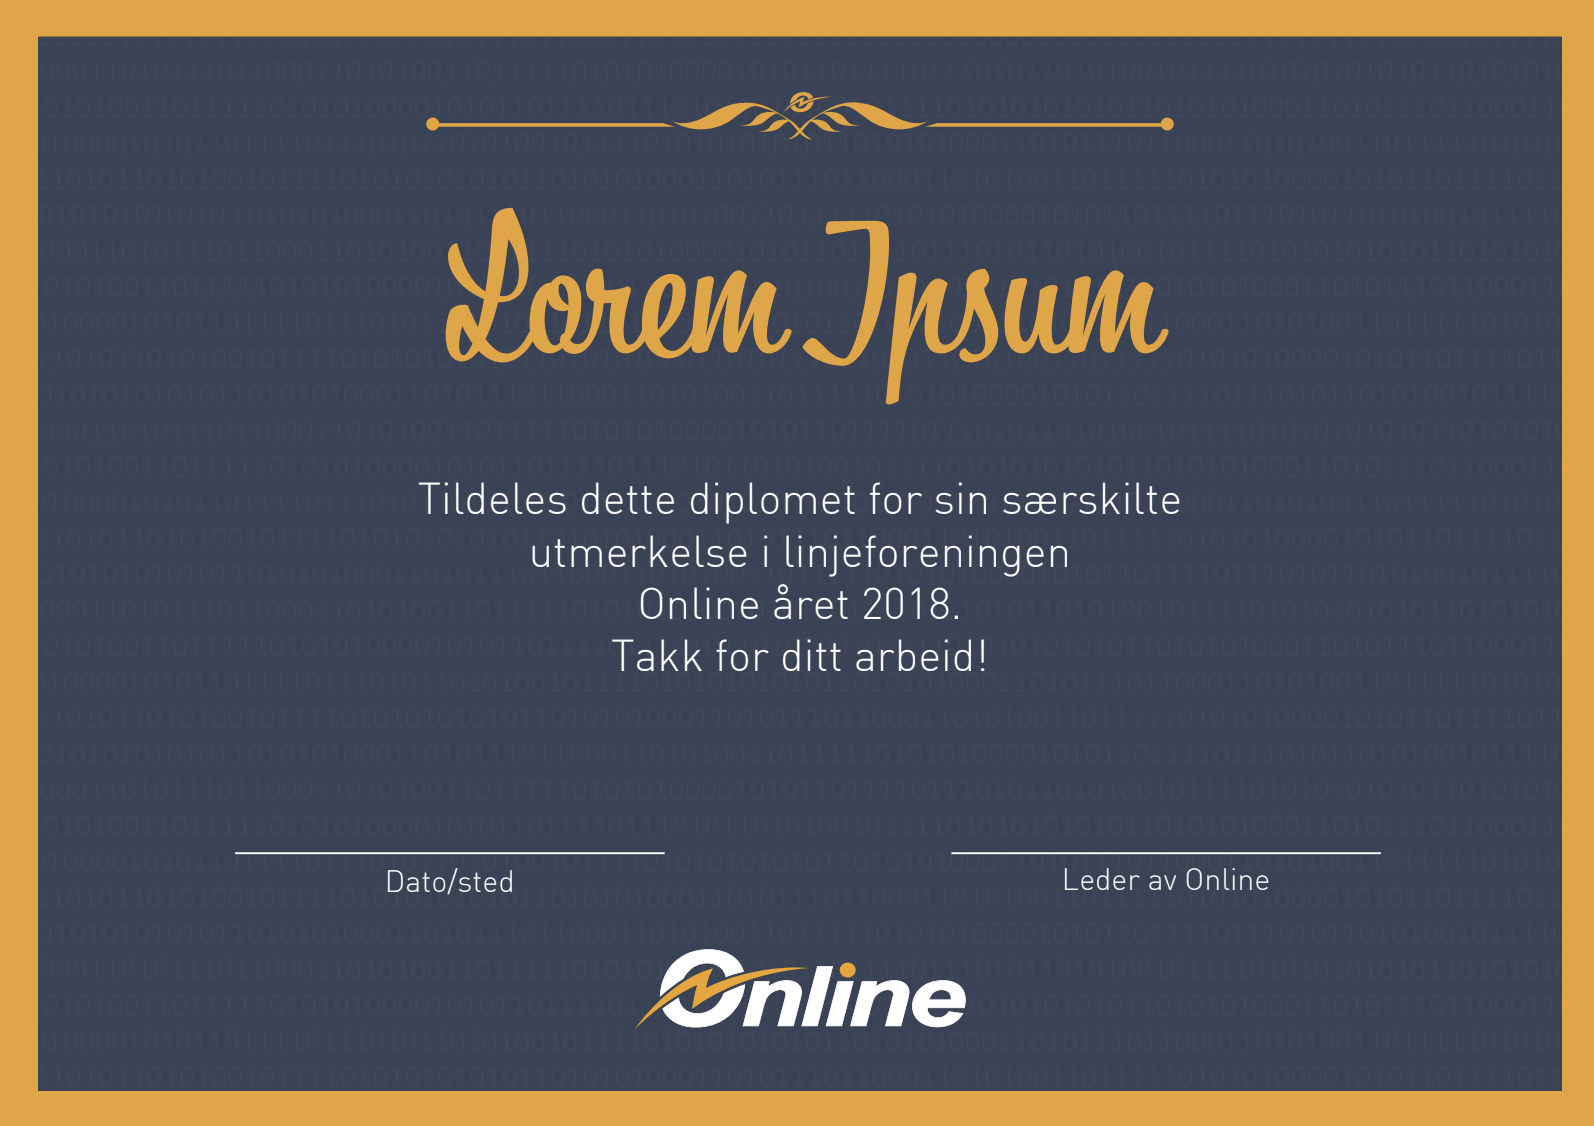 Lorem Ipsum
Tildeles dette diplomet for sin særskilte
utmerkelse i linjeforeningen
Online året 2018.
Takk for ditt arbeid!
Dato/sted
Leder av Online
Online